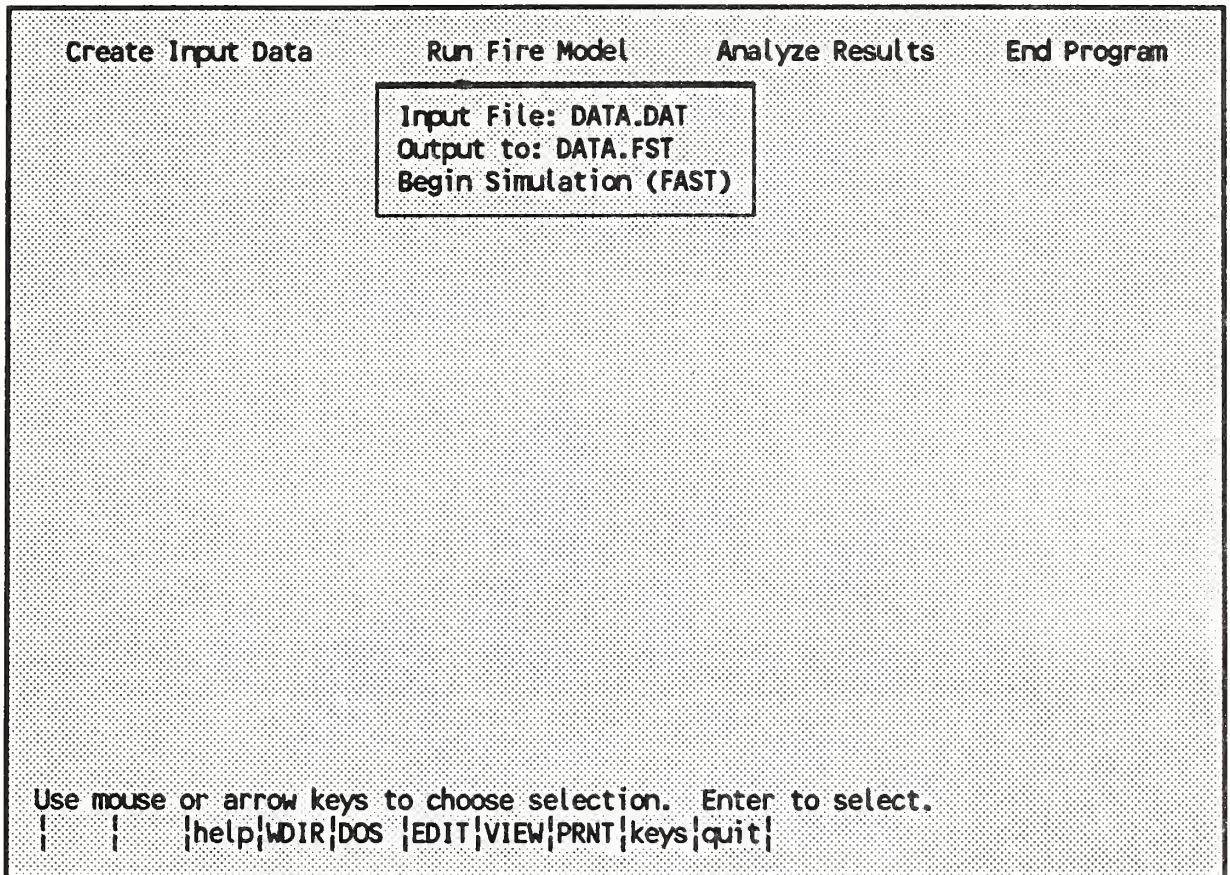 Create Input Data Run Fire Model Analyze Results End Program
Input File: DATA.DAT
Output to: DATA.FST
Begin Simulation (FAST)
Use mouse or arrow keys to choose selection. Enter to select.
¦ ¦ ¦help¦WDIR¦DOS ¦EDIT¦VIEW¦PRNT¦keys¦quit¦